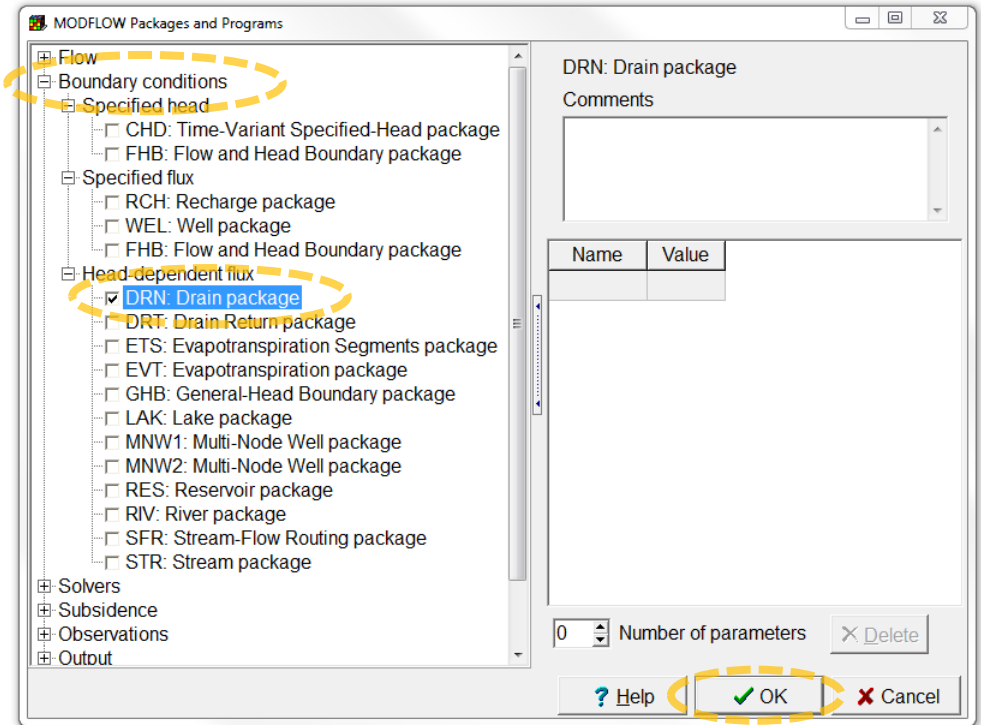 MODFLOW Packages and Programs
Flow
Boundary conditions
Specified head
CHD: Time-Variant Specified-Head package
FHB: Flow and Head Boundary package
Specified flux
RCH: Recharge package
WEL: Well package
FHB: Flow and Head Boundary package
Head-dependent flux
DRN: Drain package
DRT: Drain Return package
ETS: Evapotranspiration Segments package
EVT: Evapotranspiration package
GHB: General-Head Boundary package
LAK: Lake package
MNW1: Multi-Node Well package
MNW2: Multi-Node Well package
RES: Reservoir package
RIV: River package
SFR: Stream-Flow Routing package
STR: Stream package
Solvers
Subsidence
Observations
Output
DRN: Drain package
Comments
Name Value
0 Number of parameters Delete
? Help OK Cancel